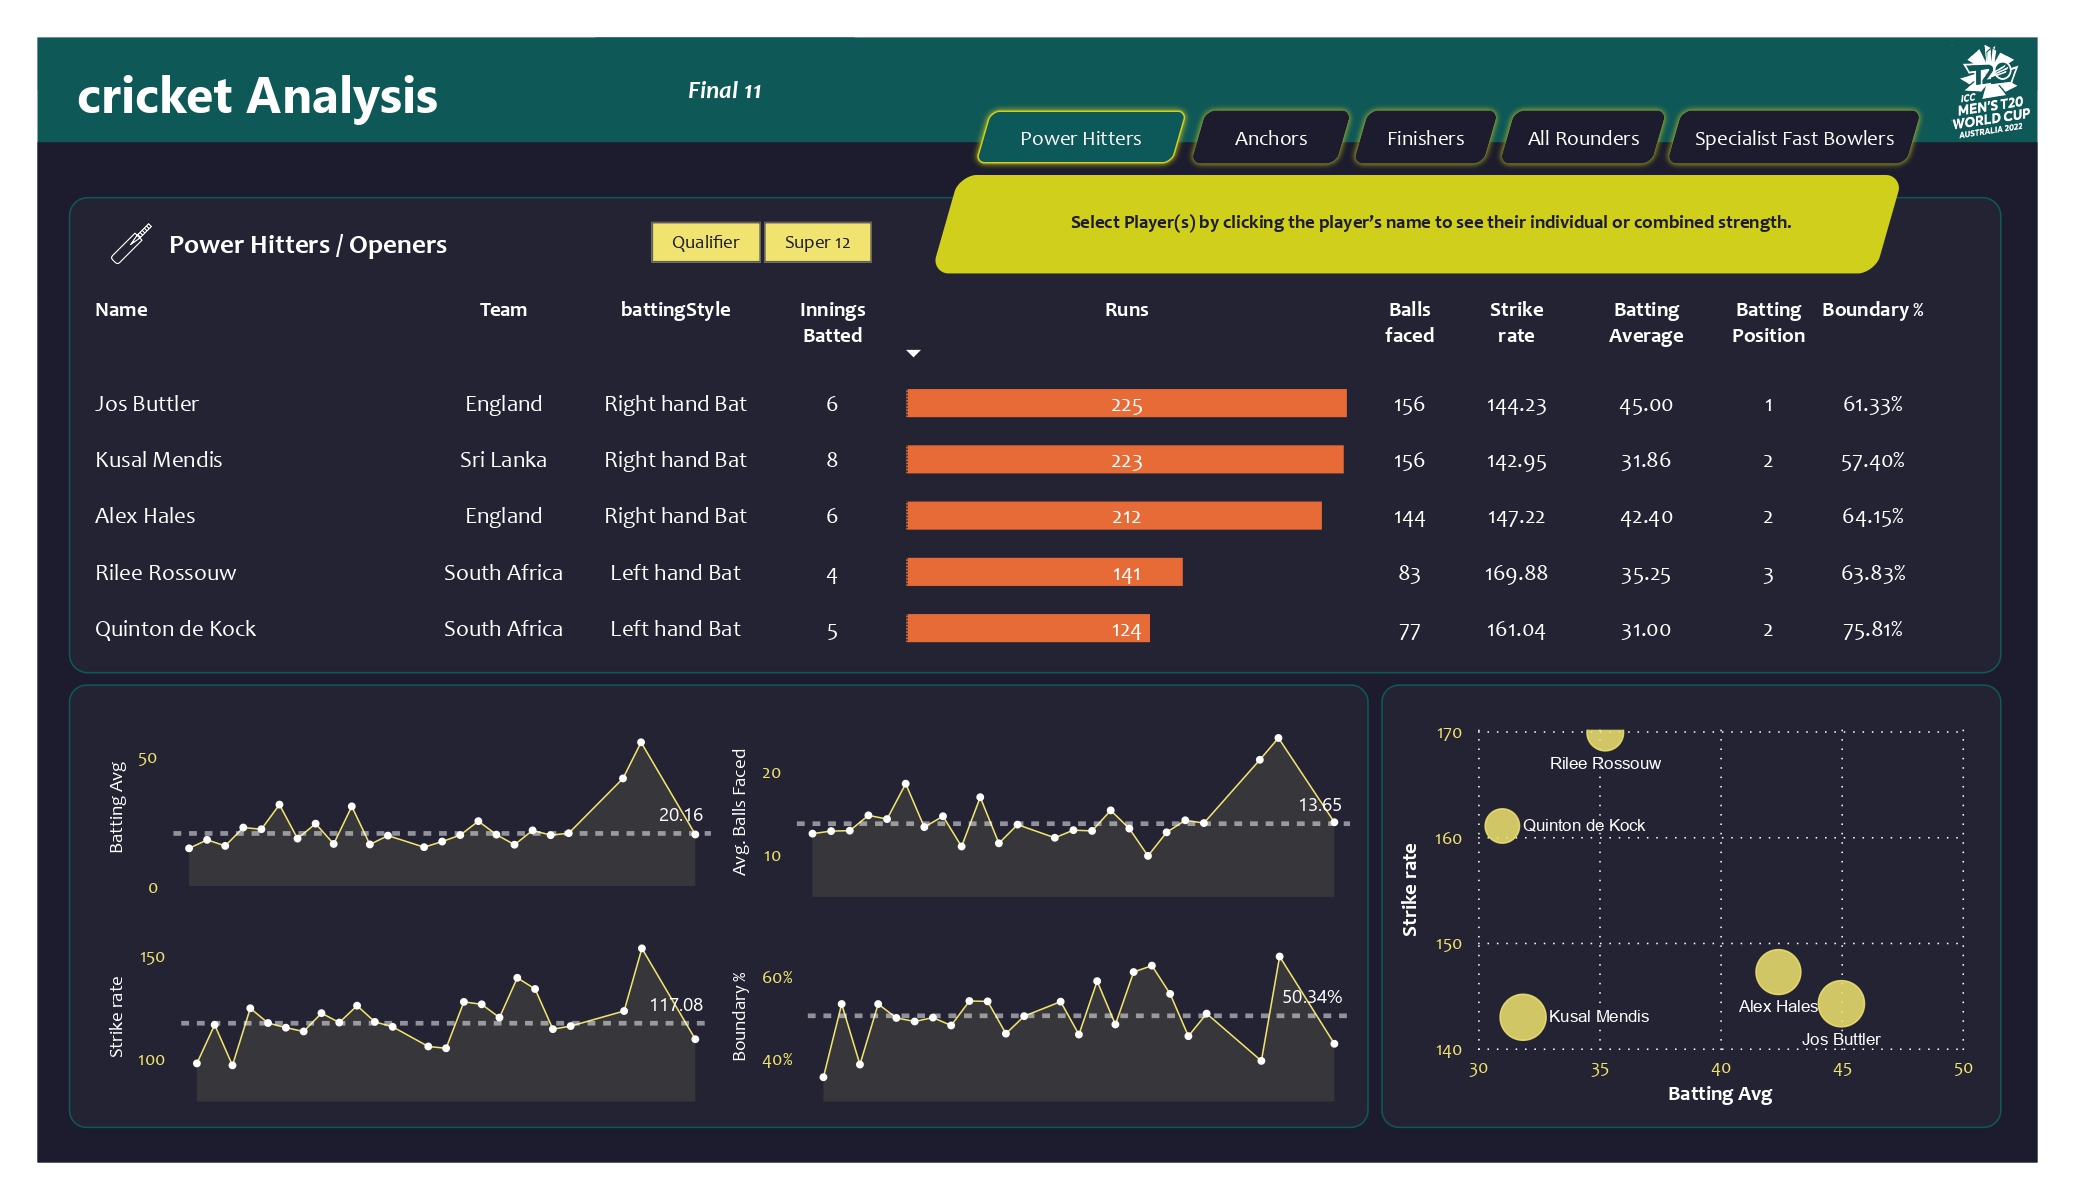 cricket Analysis
Final 11
Power Hitters
Anchors
Finishers
All Rounders
Specialist Fast Bowlers
ICC
T20
MEN'S T20
WORLD CUP
AUSTRALIA 2022
Select Player(s) by clicking the player's name to see their individual or combined strength.
Power Hitters / Openers
Qualifier
Super 12
Name Team battingStyle Innings Batted Runs Balls faced Strike rate Batting Average Batting Position Boundary %
Jos Buttler England Right hand Bat 6 225 156 144.23 45.00 1 61.33%
Kusal Mendis Sri Lanka Right hand Bat 8 223 156 142.95 31.86 2 57.40%
Alex Hales England Right hand Bat 6 212 144 147.22 42.40 2 64.15%
Rilee Rossouw South Africa Left hand Bat 4 141 83 169.88 35.25 3 63.83%
Quinton de Kock South Africa Left hand Bat 5 124 77 161.04 31.00 2 75.81%
Batting Avg
50
0
20.16
Avg. Balls Faced
20
10
13.65
Strike rate
150
100
117.08
Boundary %
60%
40%
50.34%
Strike rate
170
160
150
140
Rilee Rossouw
Quinton de Kock
Alex Hales
Kusal Mendis
Jos Buttler
30 35 40 45 50
Batting Avg